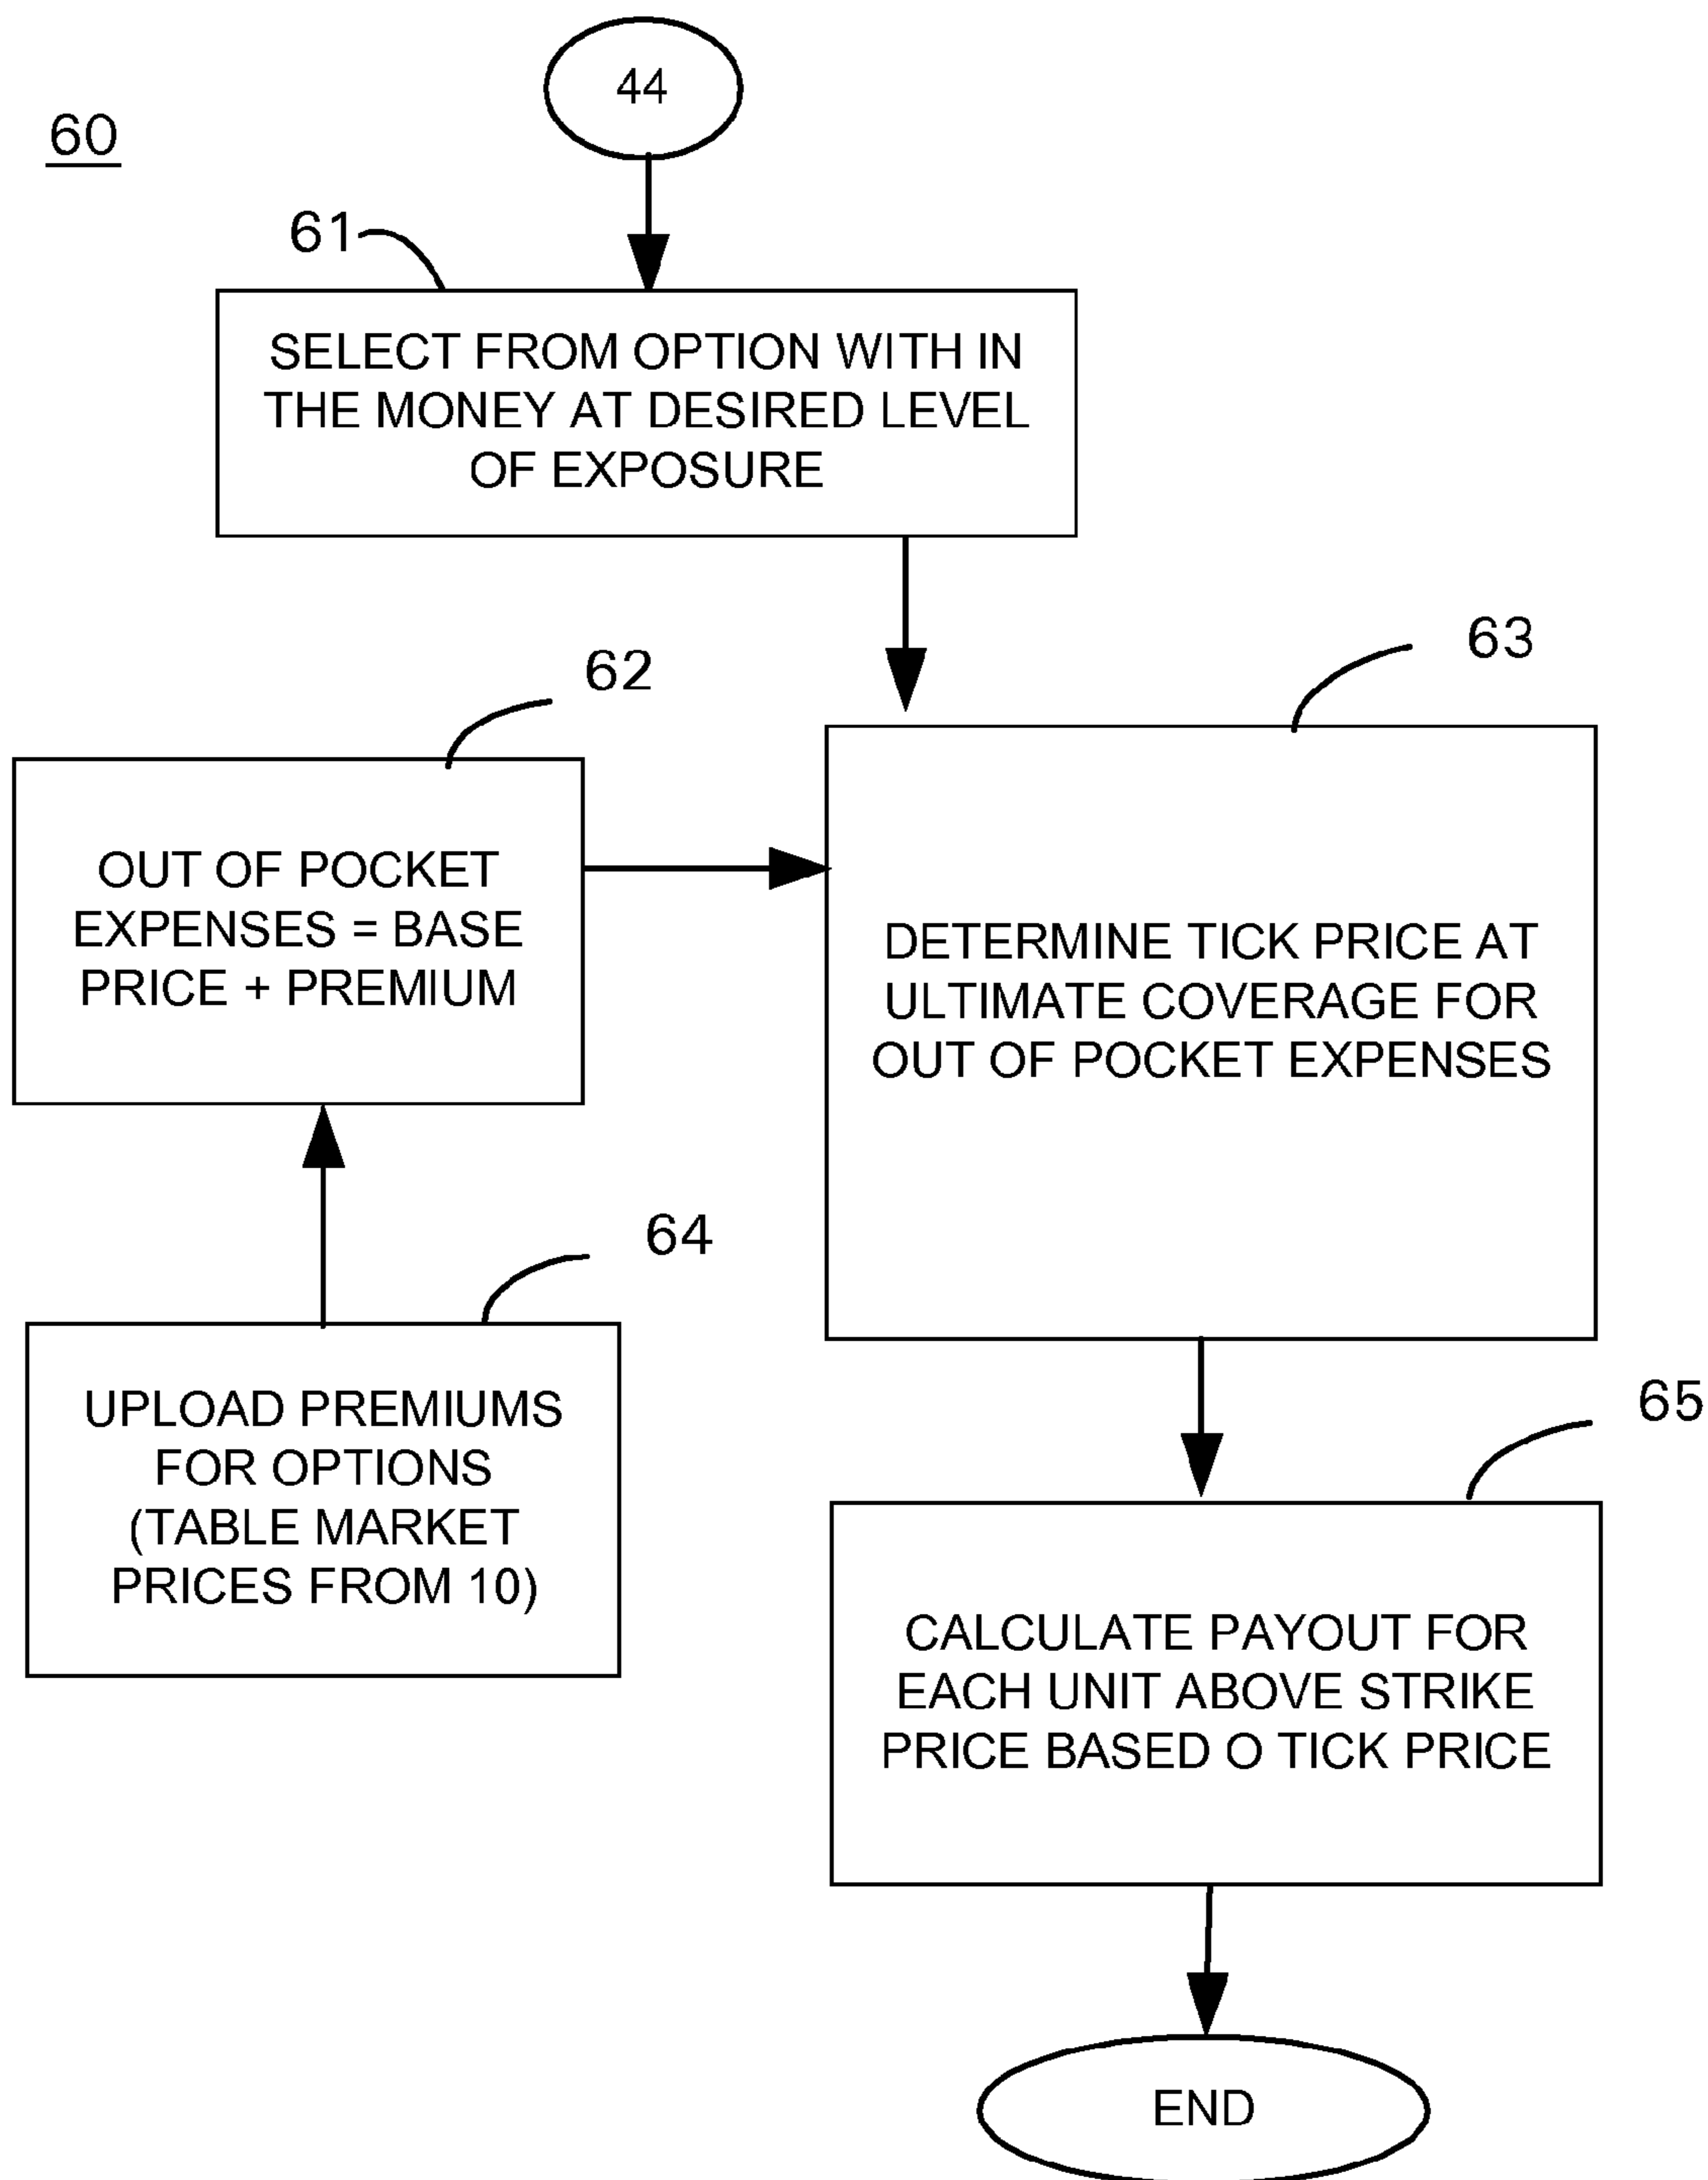 44
60
61
SELECT FROM OPTION WITH IN
THE MONEY AT DESIRED LEVEL
OF EXPOSURE
62
OUT OF POCKET
EXPENSES = BASE
PRICE + PREMIUM
63
DETERMINE TICK PRICE AT
ULTIMATE COVERAGE FOR
OUT OF POCKET EXPENSES
64
UPLOAD PREMIUMS
FOR OPTIONS
(TABLE MARKET
PRICES FROM 10)
65
CALCULATE PAYOUT FOR
EACH UNIT ABOVE STRIKE
PRICE BASED O TICK PRICE
END